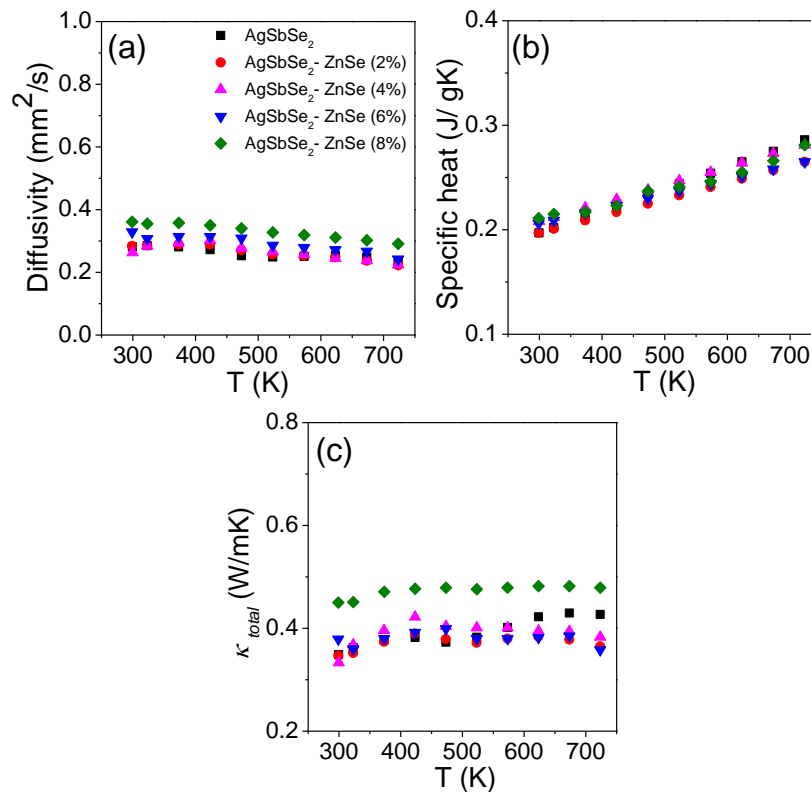 (a)
AgSbSe2
AgSbSe2- ZnSe (2%)
AgSbSe2- ZnSe (4%)
AgSbSe2- ZnSe (6%)
AgSbSe2- ZnSe (8%)
1.0
0.8
0.6
0.4
0.2
0.0
Diffusivity (mm²/s)
300 400 500 600 700
T (K)
(b)
0.4
0.3
0.2
0.1
Specific heat (J/ gK)
300 400 500 600 700
T (K)
(c)
0.8
0.6
0.4
0.2
κ total (W/mK)
300 400 500 600 700
T (K)